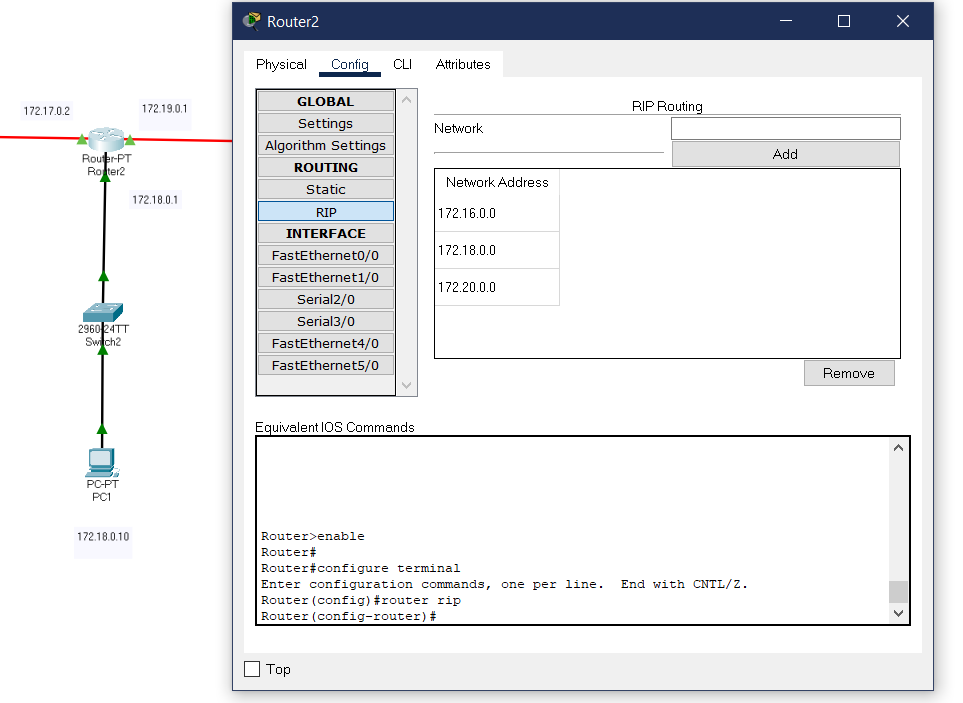 172.17.0.2
172.19.0.1
Router-PT
Router2
172.18.0.1
2960-24TT
Switch2
PC-PT
PC1
172.18.0.10
Router2
Physical
Config
CLI
Attributes
GLOBAL
Settings
Algorithm Settings
ROUTING
Static
RIP
INTERFACE
FastEthernet0/0
FastEthernet1/0
Serial2/0
Serial3/0
FastEthernet4/0
FastEthernet5/0
RIP Routing
Network
Add
Network Address
172.16.0.0
172.18.0.0
172.20.0.0
Remove
Equivalent IOS Commands
Router>enable
Router#
Router#configure terminal
Enter configuration commands, one per line.  End with CNTL/Z.
Router(config)#router rip
Router(config-router)#
Top